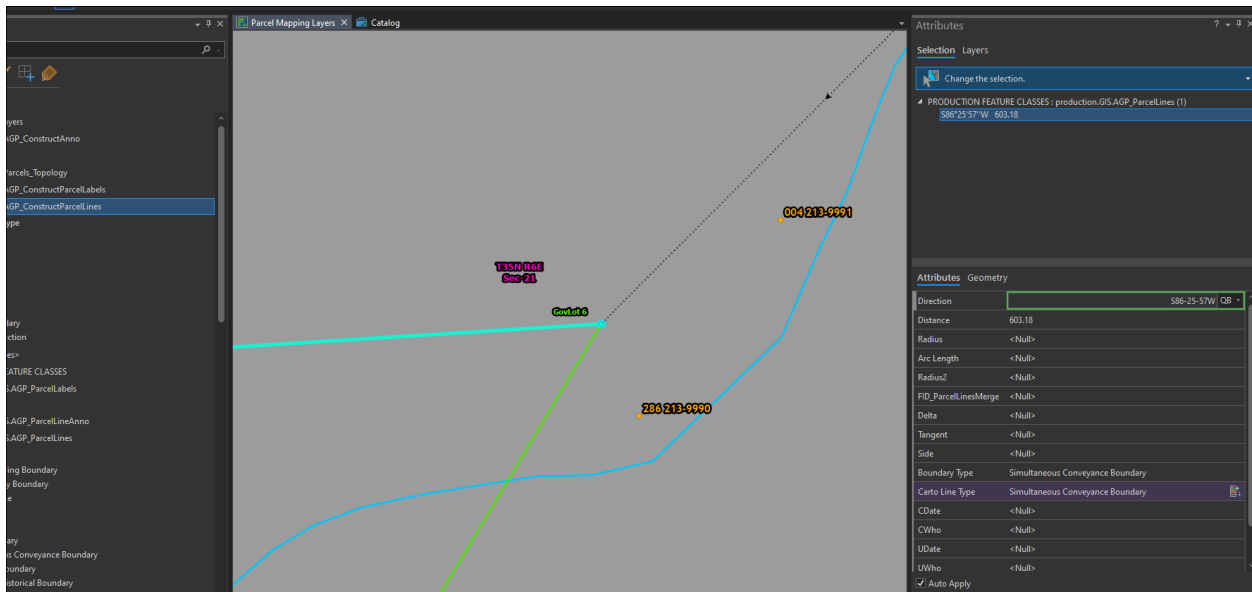 Parcel Mapping Layers
Catalog
yers
AGP_ConstructAnno
Parcels_Topology
AGP_ConstructParcelLabels
AGP_ConstructParcelLines
ype
dary
ction
es>
EATURE CLASSES
S.AGP_ParcelLabels
S.AGP_ParcelLineAnno
S.AGP_ParcelLines
ing Boundary
y Boundary
e
ary
us Conveyance Boundary
oundary
istorical Boundary
004 213-9991
T35N R6E
Sec 21
GovLot 6
286 213-9990
Attributes
?
Selection Layers
Change the selection.
PRODUCTION FEATURE CLASSES : production.GIS.AGP_ParcelLines (1)
S86°25'57"W 603.18
Attributes Geometry
Direction S86-25-57W QB
Distance 603.18
Radius <Null>
Arc Length <Null>
Radius2 <Null>
FID_ParcelLinesMerge <Null>
Delta <Null>
Tangent <Null>
Side <Null>
Boundary Type Simultaneous Conveyance Boundary
Carto Line Type Simultaneous Conveyance Boundary
CDate <Null>
CWho <Null>
UDate <Null>
UWho <Null>
Auto Apply